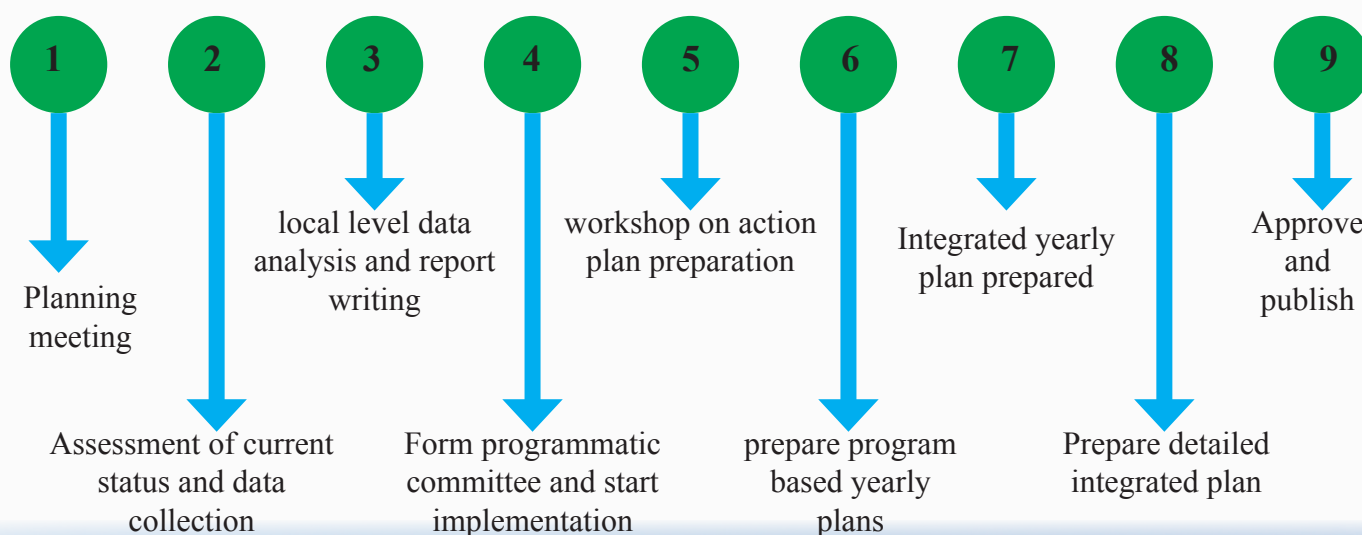 1
2
3
4
5
6
7
8
9
Planning
meeting
Assessment of current
status and data
collection
local level data
analysis and report
writing
Form programmatic
committee and start
implementation
workshop on action
plan preparation
prepare program
based yearly
plans
Integrated yearly
plan prepared
Prepare detailed
integrated plan
Approve
and
publish